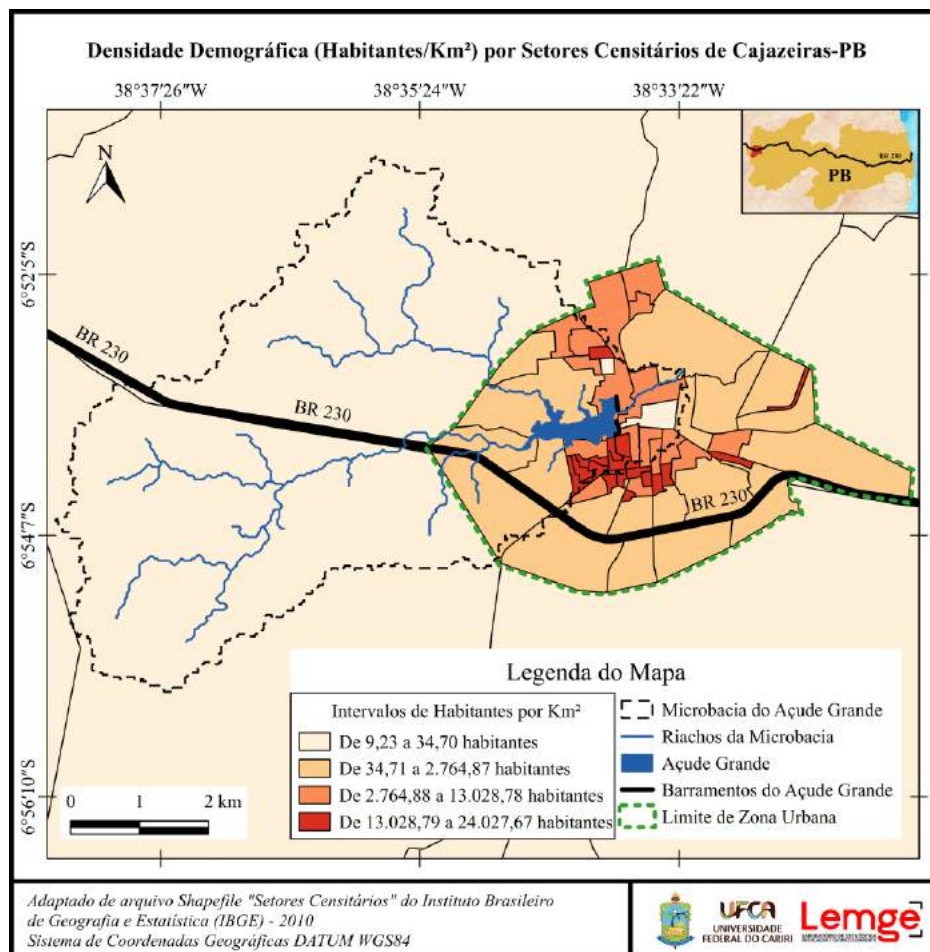 Densidade Demográfica (Habitantes/Km²) por Setores Censitários de Cajazeiras-PB
38°37′26″W
38°35′24″W
38°33′22″W
N
BR 230
PB
6°52′5″S
BR 230
BR 230
BR 230
6°54′7″S
6°56′10″S
Legenda do Mapa
Intervalos de Habitantes por Km²
De 9,23 a 34,70 habitantes
De 34,71 a 2.764,87 habitantes
De 2.764,88 a 13.028,78 habitantes
De 13.028,79 a 24.027,67 habitantes
Microbacia do Açude Grande
Riachos da Microbacia
Açude Grande
Barramentos do Açude Grande
Limite de Zona Urbana
0 1 2 km
Adaptado de arquivo Shapefile "Setores Censitários" do Instituto Brasileiro
de Geografia e Estatística (IBGE) - 2010
Sistema de Coordenadas Geográficas DATUM WGS84
UFCA
UNIVERSIDADE
FEDERAL DO CARIRI
Lemge